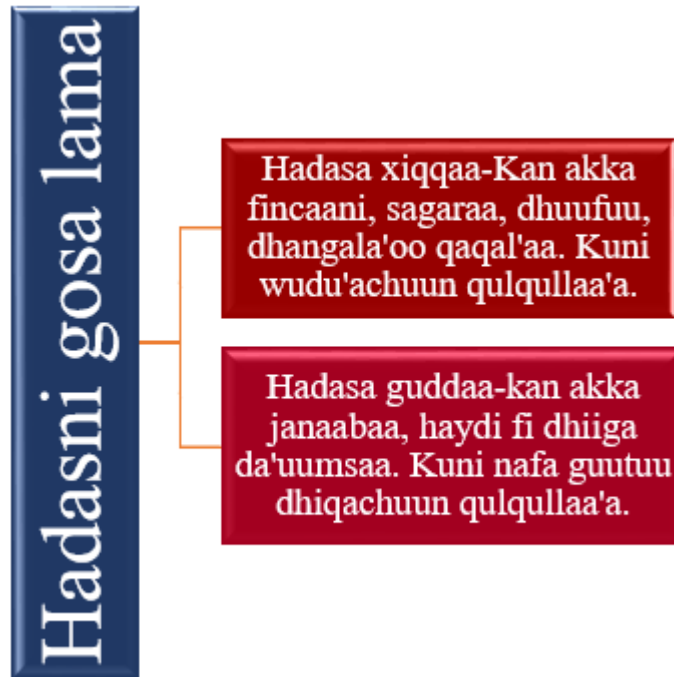 Hadasni gosa lama
Hadasa xiqqaa-Kan akka
fincaani, sagaraa, dhuufuu,
dhangala'oo qaqal'aa. Kuni
wudu'achuun qulqullaa'a.
Hadasa guddaa-kan akka
janaabaa, haydi fi dhiiga
da'uumsaa. Kuni nafa guutuu
dhiqachuun qulqullaa'a.